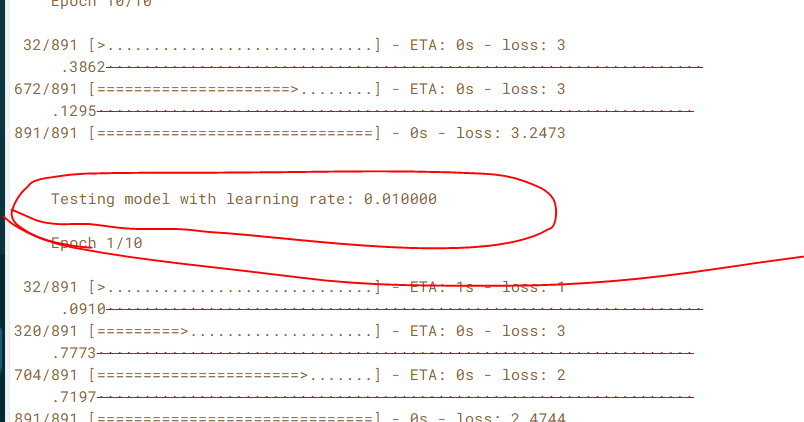 Epoch 10/10
32/891 [>.............................] - ETA: 0s - loss: 3
.3862
672/891 [=====================>........] - ETA: 0s - loss: 3
.1295
891/891 [==============================] - 0s - loss: 3.2473
Testing model with learning rate: 0.010000
Epoch 1/10
32/891 [>.............................] - ETA: 1s - loss: 1
.0910
320/891 [=========>....................] - ETA: 0s - loss: 3
.7773
704/891 [======================>.......] - ETA: 0s - loss: 2
.7197
891/891 [==============================] - 0s - loss: 2.4744